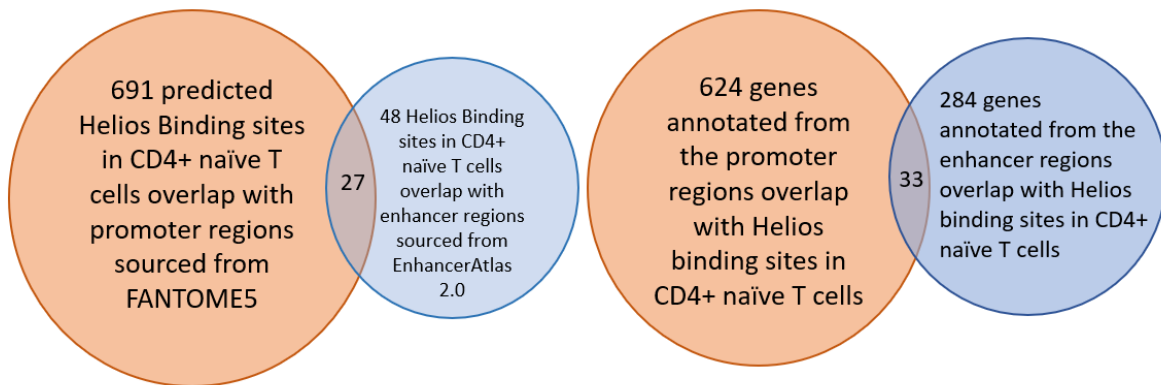 691 predicted
Helios Binding sites
in CD4+ naïve T
cells overlap with
promoter regions
sourced from
FANTOME5
27
48 Helios Binding
sites in CD4+
naïve T cells
overlap with
enhancer regions
sourced from
EnhancerAtlas
2.0
624 genes
annotated from
the promoter
regions overlap
with Helios
binding sites in
CD4+ naïve T cells
33
284 genes
annotated from the
enhancer regions
overlap with Helios
binding sites in CD4+
naïve T cells